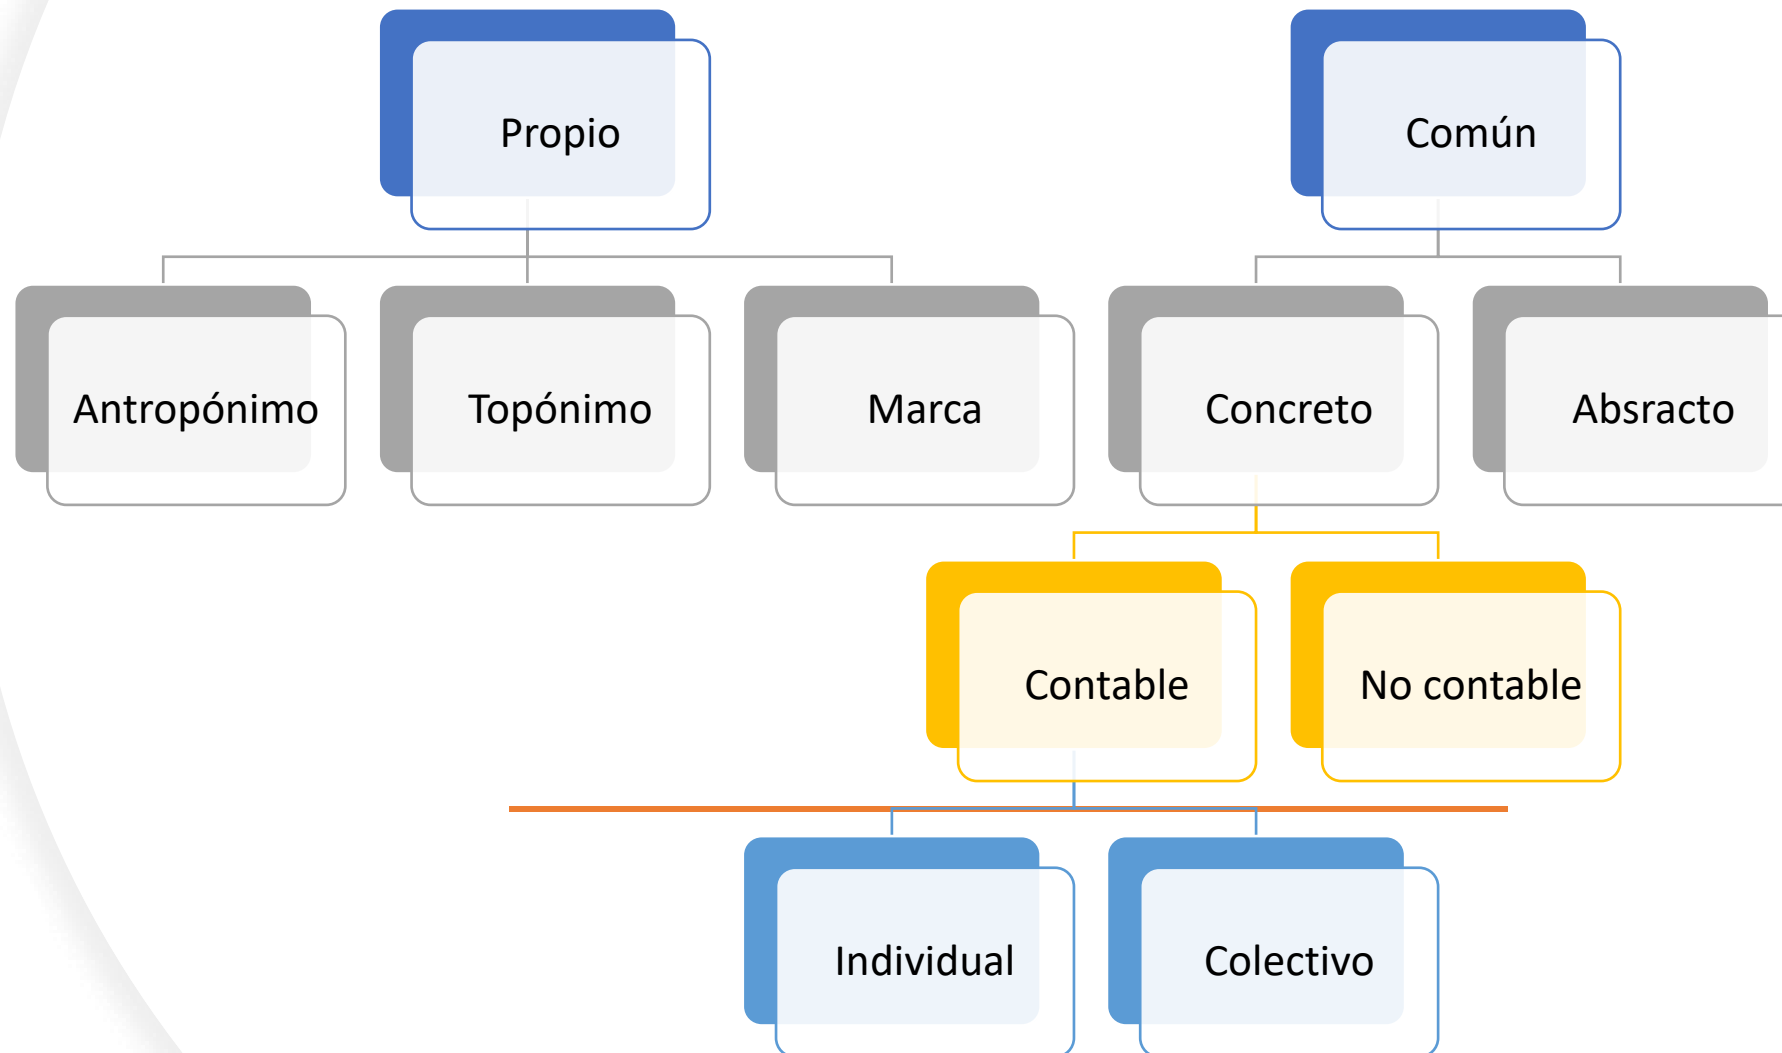 Propio
Común
Antropónimo
Topónimo
Marca
Concreto
Absracto
Contable
No contable
Individual
Colectivo